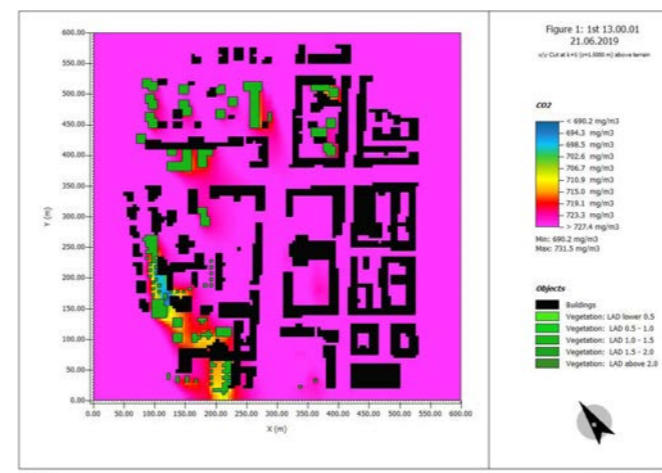 Figure 1: 1st 13.00.01
21.06.2019
x/y Cut at k=1 (z=1.5000 m) above terrain
CO2
< 690.2 mg/m3
694.3 mg/m3
698.5 mg/m3
702.6 mg/m3
706.7 mg/m3
710.9 mg/m3
715.0 mg/m3
719.1 mg/m3
723.3 mg/m3
> 727.4 mg/m3
Min: 690.2 mg/m3
Max: 731.5 mg/m3
Objects
Buildings
Vegetation: LAD lower 0.5
Vegetation: LAD 0.5 - 1.0
Vegetation: LAD 1.0 - 1.5
Vegetation: LAD 1.5 - 2.0
Vegetation: LAD above 2.0
600.00
550.00
500.00
450.00
400.00
350.00
300.00
250.00
200.00
150.00
100.00
50.00
0.00
Y (m)
0.00 50.00 100.00 150.00 200.00 250.00 300.00 350.00 400.00 450.00 500.00 550.00 600.00
X (m)